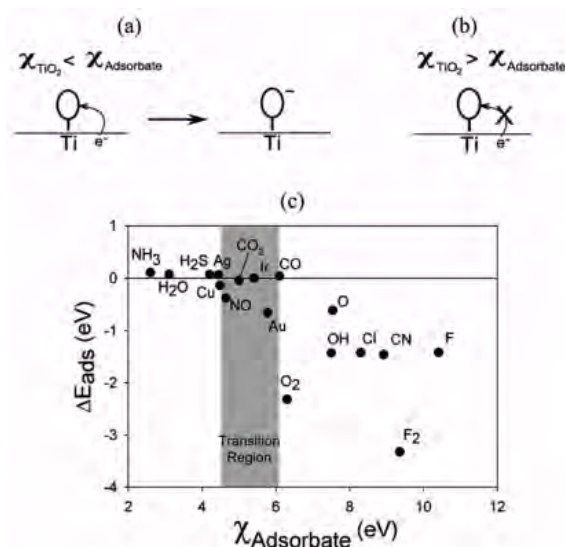 (a)
(b)
χTiO2 < χAdsorbate
χTiO2 > χAdsorbate
Ti
e-
-
Ti
Ti
e-
(c)
ΔEads (eV)
1
0
-1
-2
-3
-4
NH3
H2O
H2S
Ag
Cu
NO
CO2
Ir
CO
Au
O
OH
Cl
CN
F
O2
F2
Transition
Region
2
4
6
8
10
12
χAdsorbate (eV)